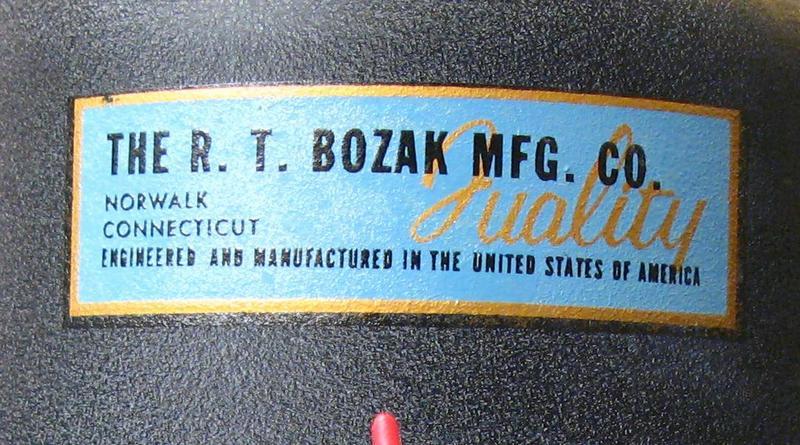 THE R. T. BOZAK MFG. CO.
Quality
NORWALK
CONNECTICUT
ENGINEERED AND MANUFACTURED IN THE UNITED STATES OF AMERICA